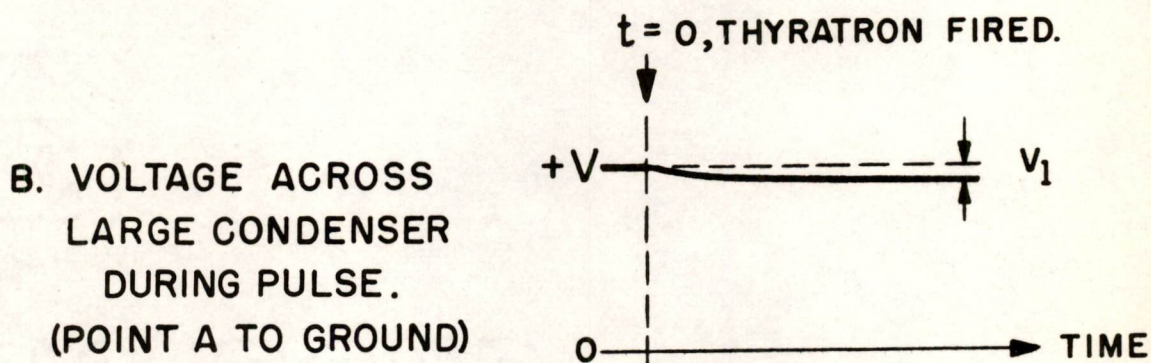 t = 0, THYRATRON FIRED.
+V
V1
B. VOLTAGE ACROSS
LARGE CONDENSER
DURING PULSE.
(POINT A TO GROUND)
0
TIME